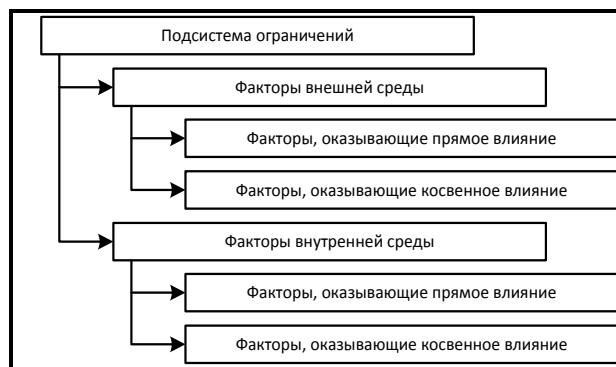 Подсистема ограничений
Факторы внешней среды
Факторы, оказывающие прямое влияние
Факторы, оказывающие косвенное влияние
Факторы внутренней среды
Факторы, оказывающие прямое влияние
Факторы, оказывающие косвенное влияние